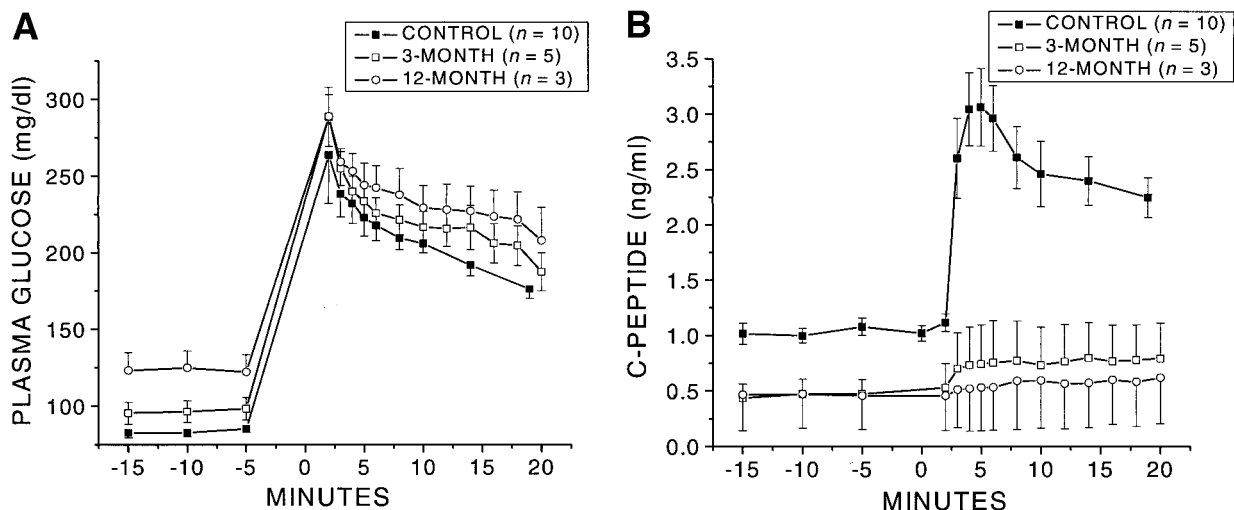 A
CONTROL (n = 10)
3-MONTH (n = 5)
12-MONTH (n = 3)
PLASMA GLUCOSE (mg/dl)
300
250
200
150
100
-15 -10 -5 0 5 10 15 20
MINUTES
B
CONTROL (n = 10)
3-MONTH (n = 5)
12-MONTH (n = 3)
C-PEPTIDE (ng/ml)
3.5
3.0
2.5
2.0
1.5
1.0
0.5
0.0
-15 -10 -5 0 5 10 15 20
MINUTES